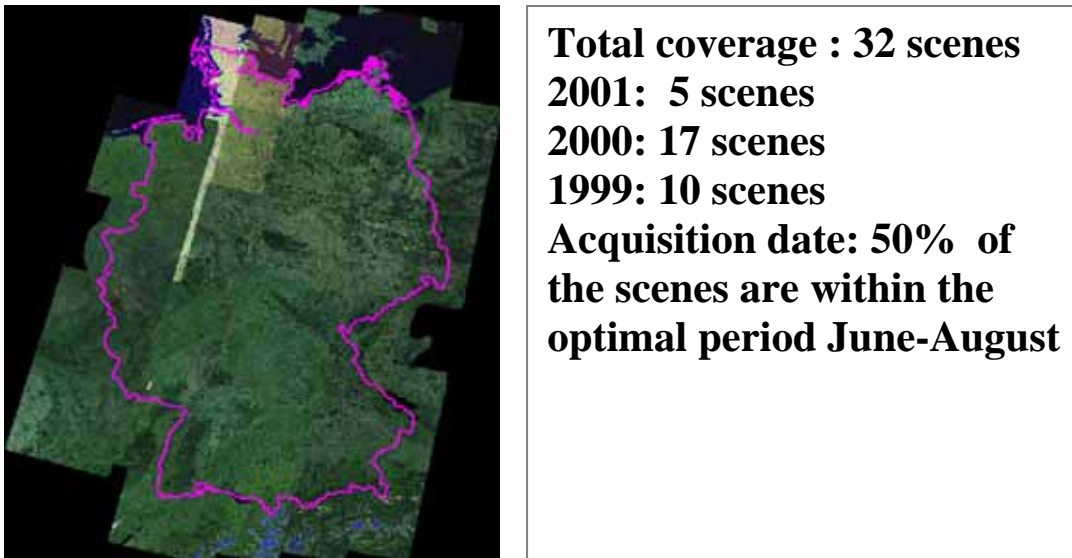 Total coverage : 32 scenes
2001:  5 scenes
2000: 17 scenes
1999: 10 scenes
Acquisition date: 50%  of
the scenes are within the
optimal period June-August